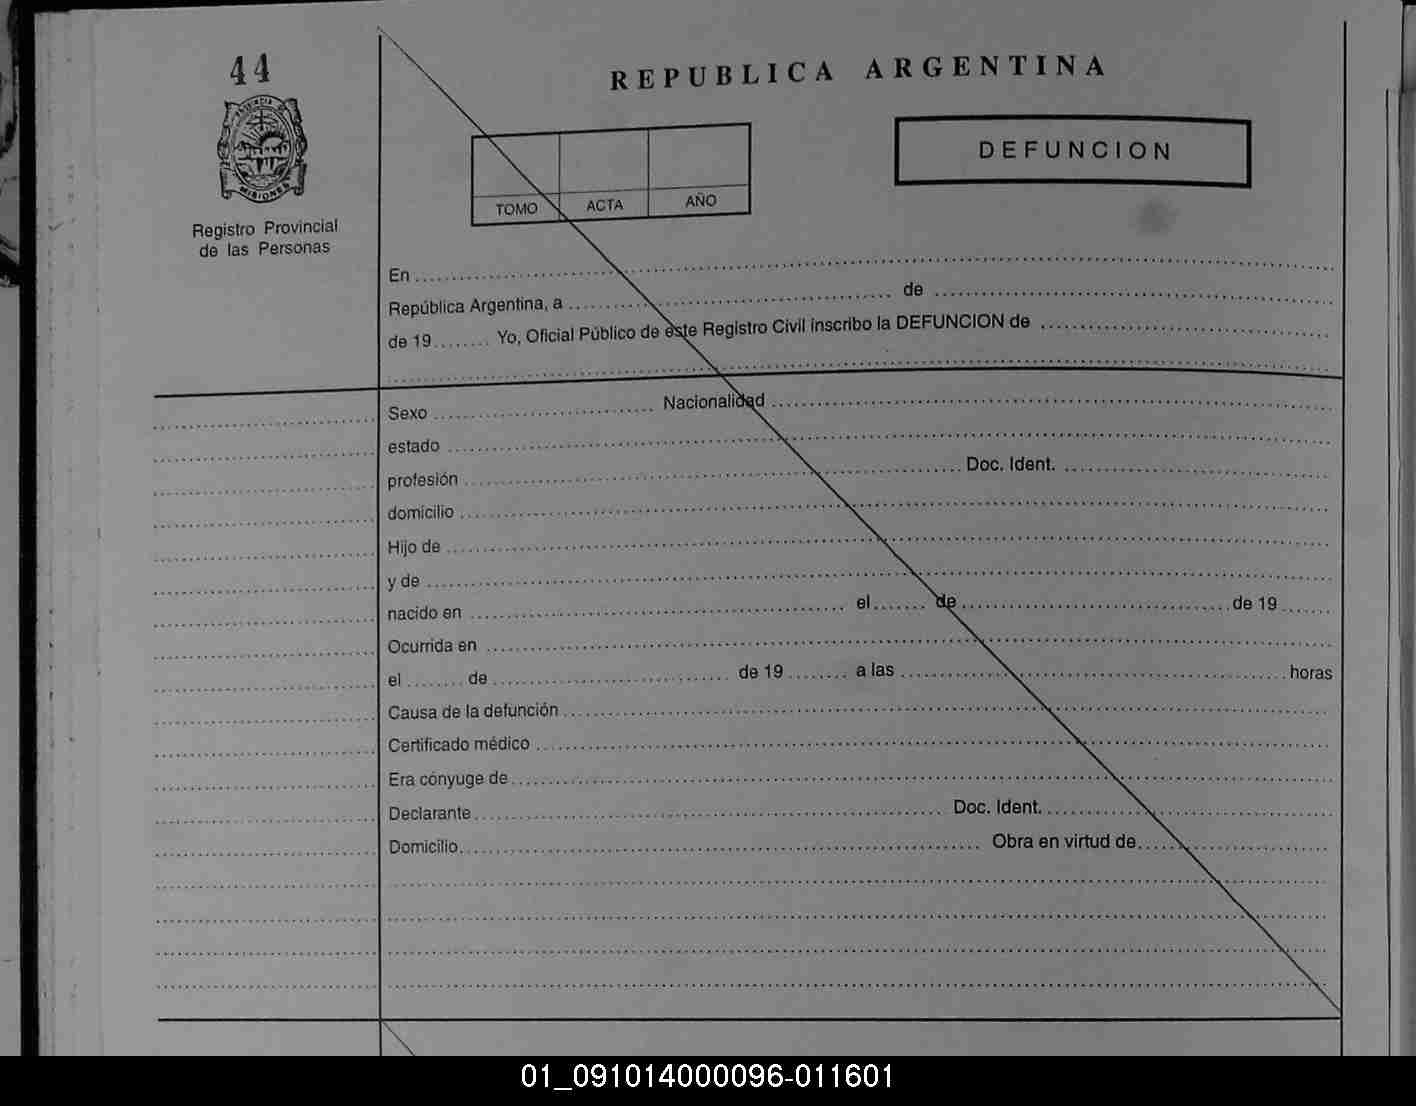 44
REPUBLICA ARGENTINA
PROVINCIA DE
MISIONES
Registro Provincial
de las Personas
TOMO ACTA AÑO
DEFUNCION
En
República Argentina, a de
de 19 Yo, Oficial Público de este Registro Civil inscribo la DEFUNCION de
Sexo Nacionalidad
estado
profesión Doc. Ident.
domicilio
Hijo de
y de
nacido en el de de 19
Ocurrida en
el de de 19 a las horas
Causa de la defunción
Certificado médico
Era cónyuge de
Declarante Doc. Ident.
Domicilio Obra en virtud de
01_091014000096-011601